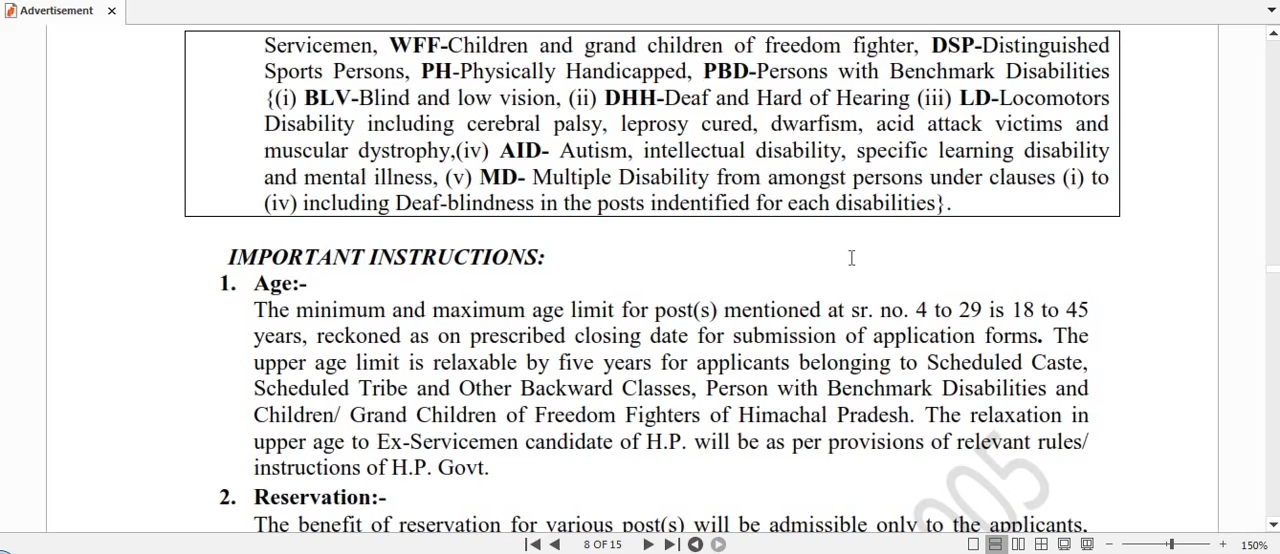 Advertisement
Servicemen, WFF-Children and grand children of freedom fighter, DSP-Distinguished
Sports Persons, PH-Physically Handicapped, PBD-Persons with Benchmark Disabilities
{(i) BLV-Blind and low vision, (ii) DHH-Deaf and Hard of Hearing (iii) LD-Locomotors
Disability including cerebral palsy, leprosy cured, dwarfism, acid attack victims and
muscular dystrophy,(iv) AID- Autism, intellectual disability, specific learning disability
and mental illness, (v) MD- Multiple Disability from amongst persons under clauses (i) to
(iv) including Deaf-blindness in the posts indentified for each disabilities}.
IMPORTANT INSTRUCTIONS:
1. Age:-
The minimum and maximum age limit for post(s) mentioned at sr. no. 4 to 29 is 18 to 45
years, reckoned as on prescribed closing date for submission of application forms. The
upper age limit is relaxable by five years for applicants belonging to Scheduled Caste,
Scheduled Tribe and Other Backward Classes, Person with Benchmark Disabilities and
Children/ Grand Children of Freedom Fighters of Himachal Pradesh. The relaxation in
upper age to Ex-Servicemen candidate of H.P. will be as per provisions of relevant rules/
instructions of H.P. Govt.
005
2. Reservation:-
The benefit of reservation for various post(s) will be admissible only to the applicants,
8 OF 15
150%